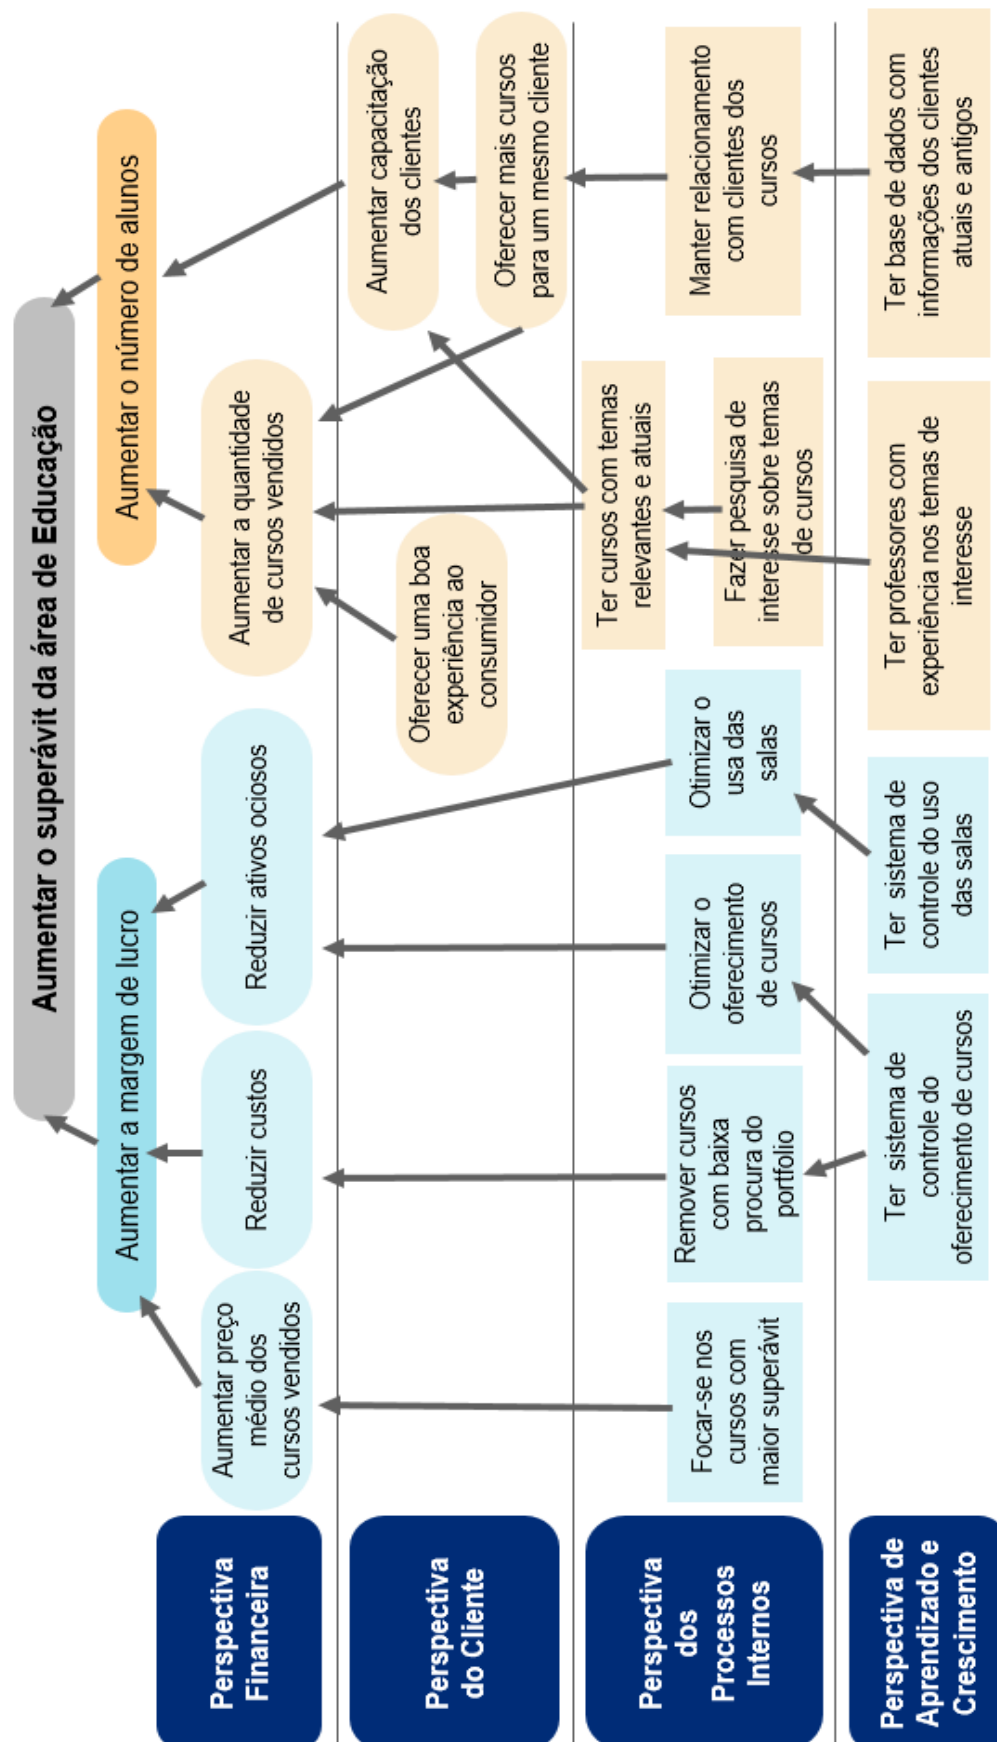 Aumentar o superávit da área de Educação
Aumentar a margem de lucro
Aumentar o número de alunos
Perspectiva
Financeira
Aumentar preço
médio dos
cursos vendidos
Reduzir custos
Reduzir ativos ociosos
Aumentar a quantidade
de cursos vendidos
Perspectiva
do Cliente
Oferecer uma boa
experiência ao
consumidor
Aumentar capacitação
dos clientes
Oferecer mais cursos
para um mesmo cliente
Perspectiva
dos
Processos
Internos
Focar-se nos
cursos com
maior superávit
Remover cursos
com baixa
procura do
portfolio
Otimizar o
oferecimento
de cursos
Otimizar o
usa das
salas
Ter cursos com temas
relevantes e atuais
Fazer pesquisa de
interesse sobre temas
de cursos
Manter relacionamento
com clientes dos
cursos
Perspectiva de
Aprendizado e
Crescimento
Ter sistema de
controle do
oferecimento de cursos
Ter sistema de
controle do uso
das salas
Ter professores com
experiência nos temas de
interesse
Ter base de dados com
informações dos clientes
atuais e antigos